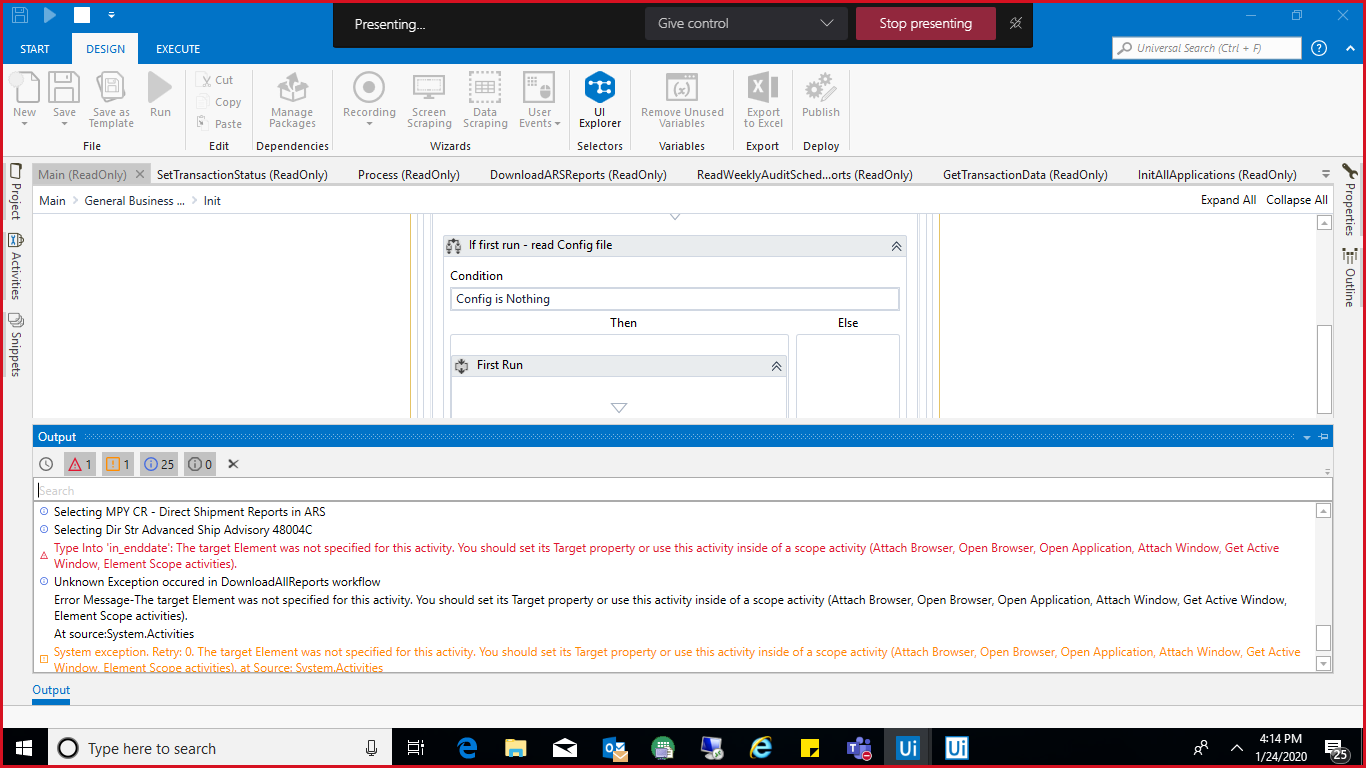 Presenting...
Give control
Stop presenting
START
DESIGN
EXECUTE
Universal Search (Ctrl + F)
New
Save
Save as
Template
Run
Cut
Copy
Paste
Manage
Packages
Recording
Screen
Scraping
Data
Scraping
User
Events
UI
Explorer
Remove Unused
Variables
Export
to Excel
Publish
File
Edit
Dependencies
Wizards
Selectors
Variables
Export
Deploy
Main (ReadOnly)
SetTransactionStatus (ReadOnly)
Process (ReadOnly)
DownloadARSReports (ReadOnly)
ReadWeeklyAuditSched...orts (ReadOnly)
GetTransactionData (ReadOnly)
InitAllApplications (ReadOnly)
Main > General Business ... > Init
Expand All
Collapse All
Project
Activities
Snippets
Properties
Outline
If first run - read Config file
Condition
Config is Nothing
Then
Else
First Run
Output
1
1
25
0
Search
Selecting MPY CR - Direct Shipment Reports in ARS
Selecting Dir Str Advanced Ship Advisory 48004C
Type Into 'in_enddate': The target Element was not specified for this activity. You should set its Target property or use this activity inside of a scope activity (Attach Browser, Open Browser, Open Application, Attach Window, Get Active
Window, Element Scope activities).
Unknown Exception occured in DownloadAllReports workflow
Error Message-The target Element was not specified for this activity. You should set its Target property or use this activity inside of a scope activity (Attach Browser, Open Browser, Open Application, Attach Window, Get Active Window,
Element Scope activities).
At source:System.Activities
System exception. Retry: 0. The target Element was not specified for this activity. You should set its Target property or use this activity inside of a scope activity (Attach Browser, Open Browser, Open Application, Attach Window, Get Active
Window, Element Scope activities). at Source: System.Activities
Output
Type here to search
Ui
Ui
4:14 PM
1/24/2020
25